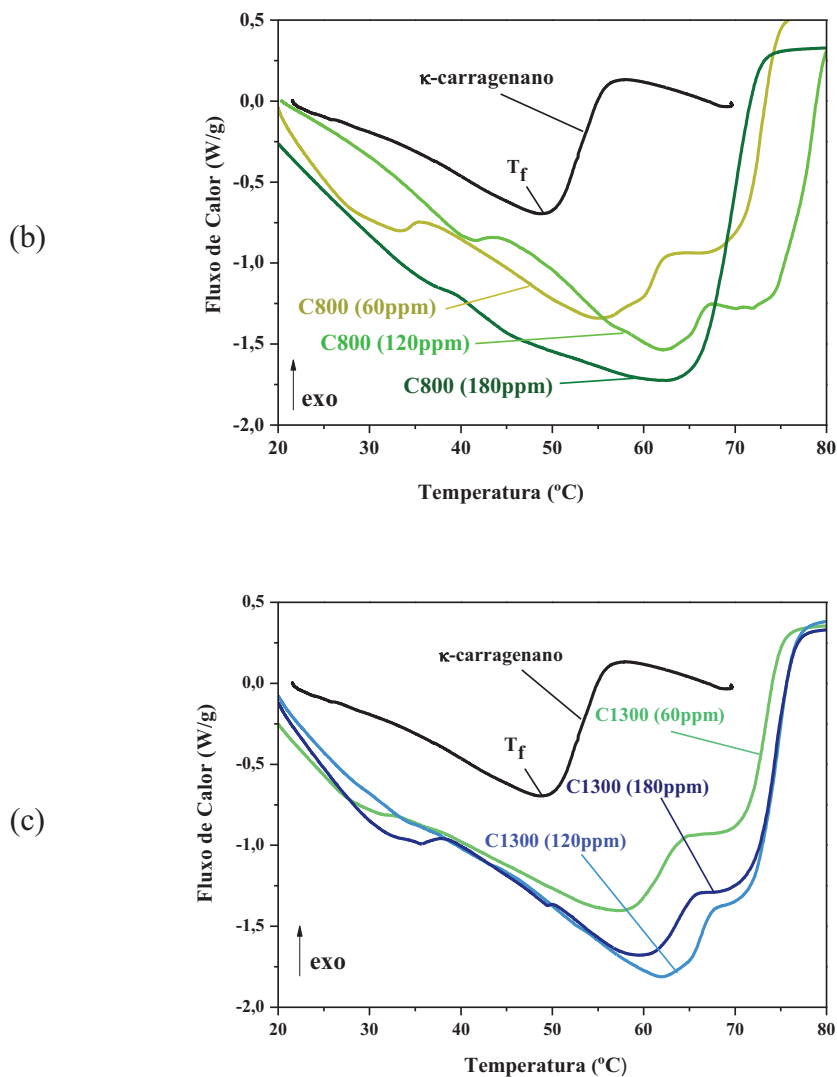 (b)
Fluxo de Calor (W/g)
0,5
0,0
-0,5
-1,0
-1,5
-2,0
κ-carragenano
Tf
C800 (60ppm)
C800 (120ppm)
C800 (180ppm)
exo
20 30 40 50 60 70 80
Temperatura (ºC)
(c)
Fluxo de Calor (W/g)
0,5
0,0
-0,5
-1,0
-1,5
-2,0
κ-carragenano
Tf
C1300 (60ppm)
C1300 (180ppm)
C1300 (120ppm)
exo
20 30 40 50 60 70 80
Temperatura (ºC)